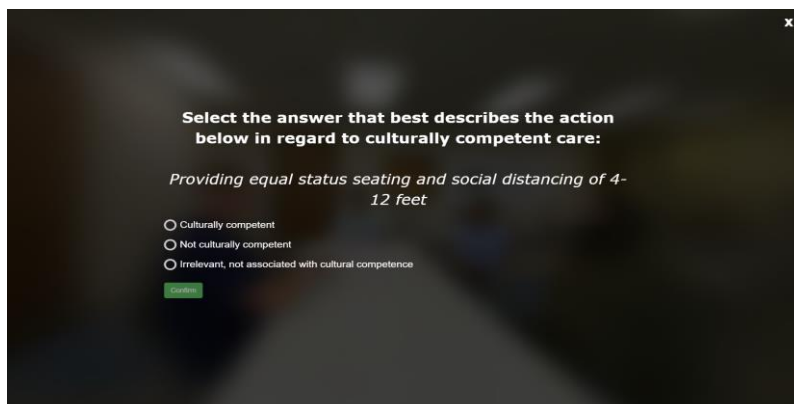 x
Select the answer that best describes the action
below in regard to culturally competent care:
Providing equal status seating and social distancing of 4-
12 feet
Culturally competent
Not culturally competent
Irrelevant, not associated with cultural competence
Confirm